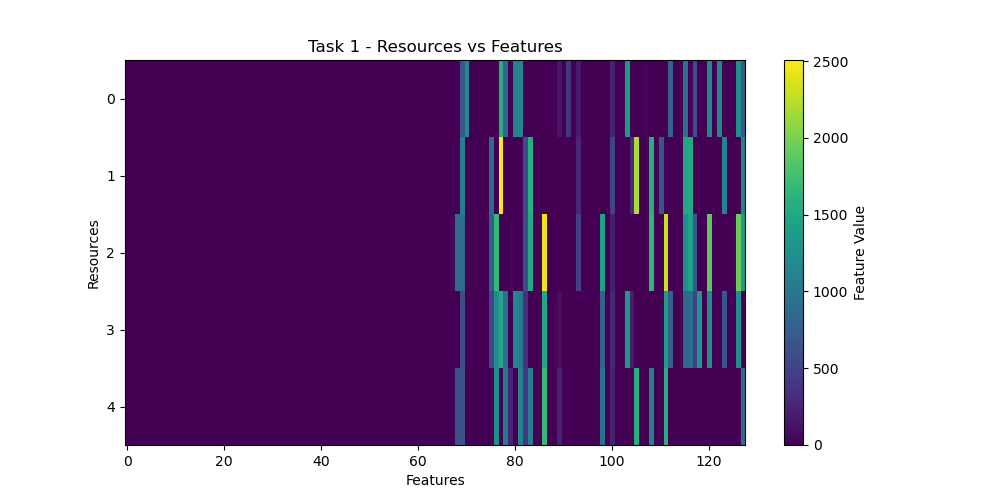 Task 1 - Resources vs Features
Resources
0
1
2
3
4
0 20 40 60 80 100 120
Features
2500
2000
1500
1000
500
0
Feature Value